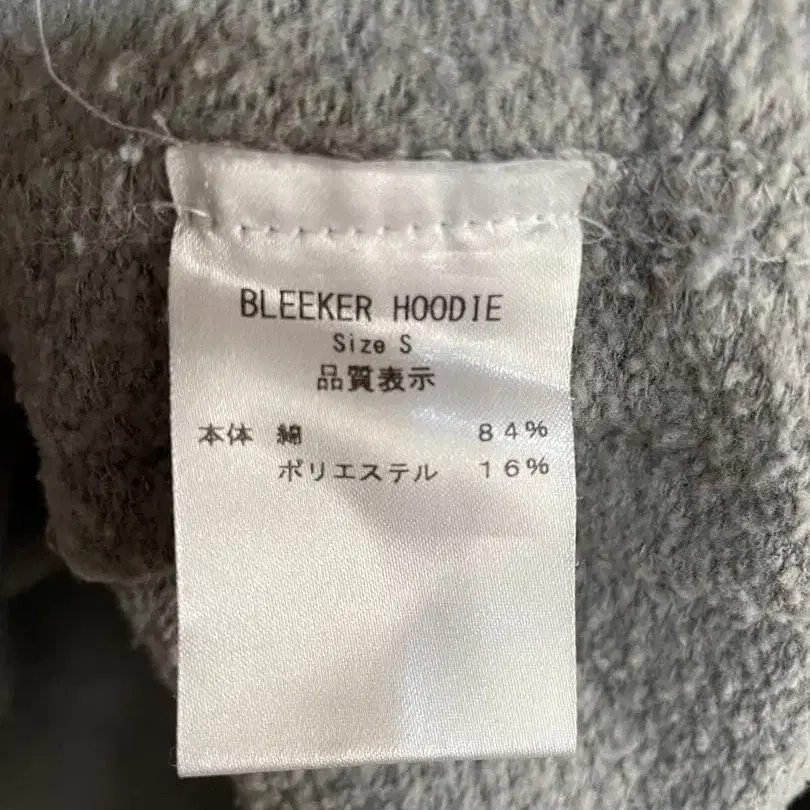 BLEEKER HOODIE
Size S
品質表示
本体 綿 84%
ポリエステル 16%